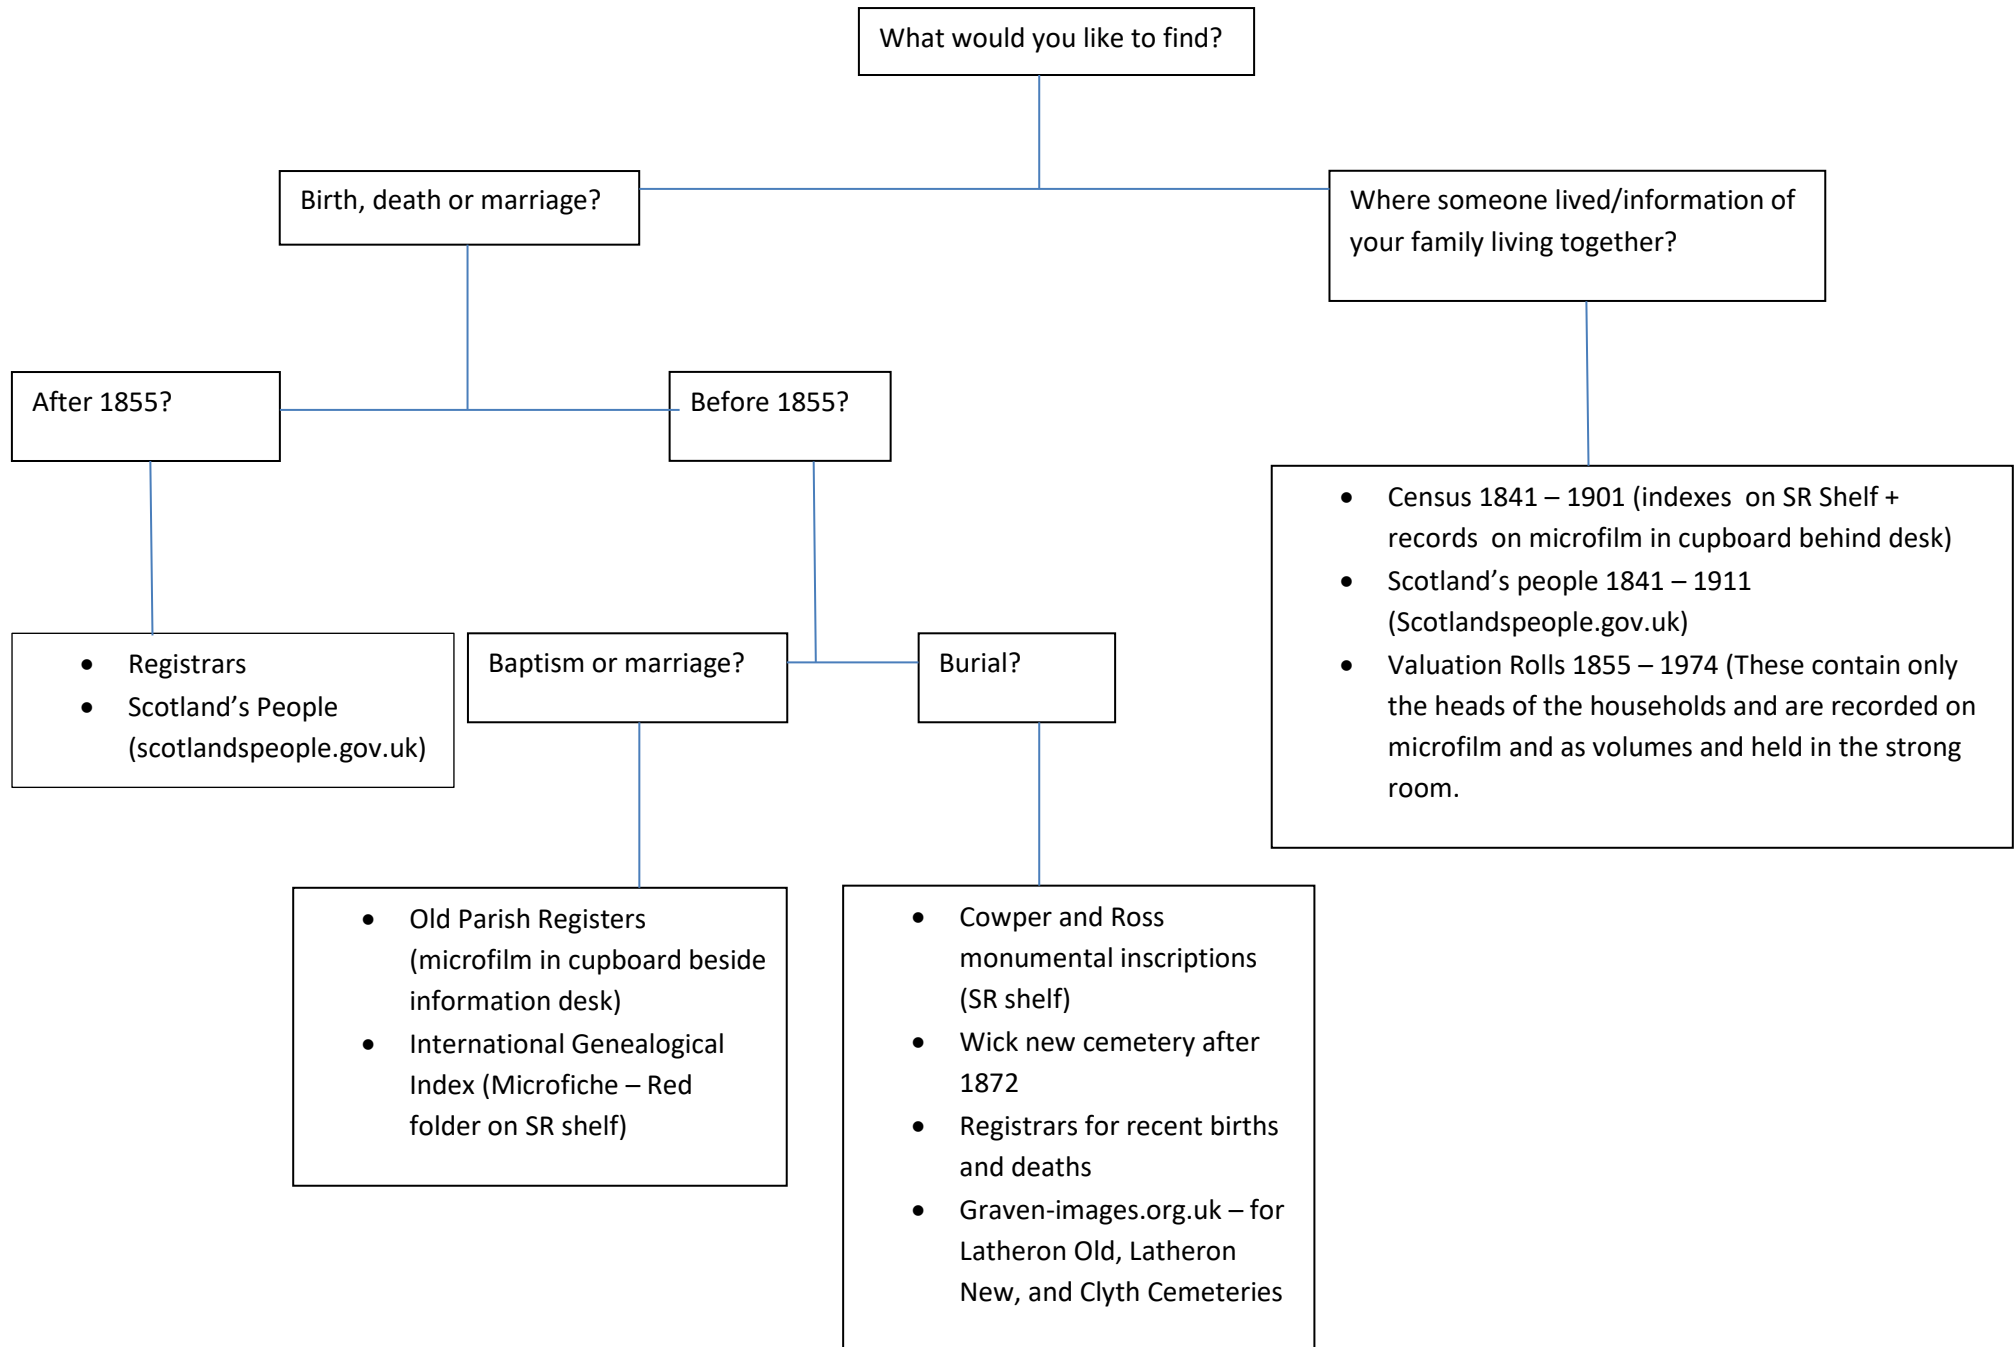 What would you like to find?
Birth, death or marriage?
Where someone lived/information of
your family living together?
After 1855?
Before 1855?
• Census 1841 – 1901 (indexes  on SR Shelf +
records  on microfilm in cupboard behind desk)
• Scotland’s people 1841 – 1911
(Scotlandspeople.gov.uk)
• Valuation Rolls 1855 – 1974 (These contain only
the heads of the households and are recorded on
microfilm and as volumes and held in the strong
room.
• Registrars
• Scotland’s People
(scotlandspeople.gov.uk)
Baptism or marriage?
Burial?
• Old Parish Registers
(microfilm in cupboard beside
information desk)
• International Genealogical
Index (Microfiche – Red
folder on SR shelf)
• Cowper and Ross
monumental inscriptions
(SR shelf)
• Wick new cemetery after
1872
• Registrars for recent births
and deaths
• Graven-images.org.uk – for
Latheron Old, Latheron
New, and Clyth Cemeteries